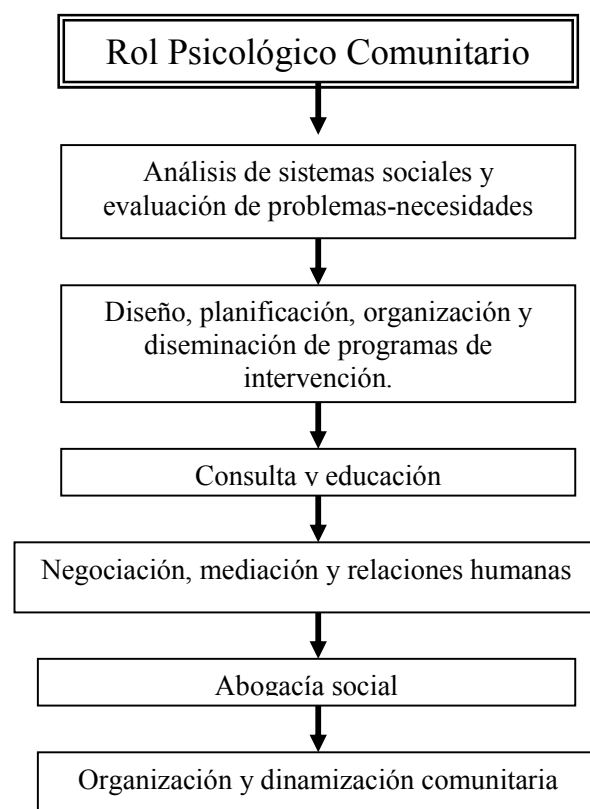 Rol Psicológico Comunitario
Análisis de sistemas sociales y
evaluación de problemas-necesidades
Diseño, planificación, organización y
diseminación de programas de
intervención.
Consulta y educación
Negociación, mediación y relaciones humanas
Abogacía social
Organización y dinamización comunitaria